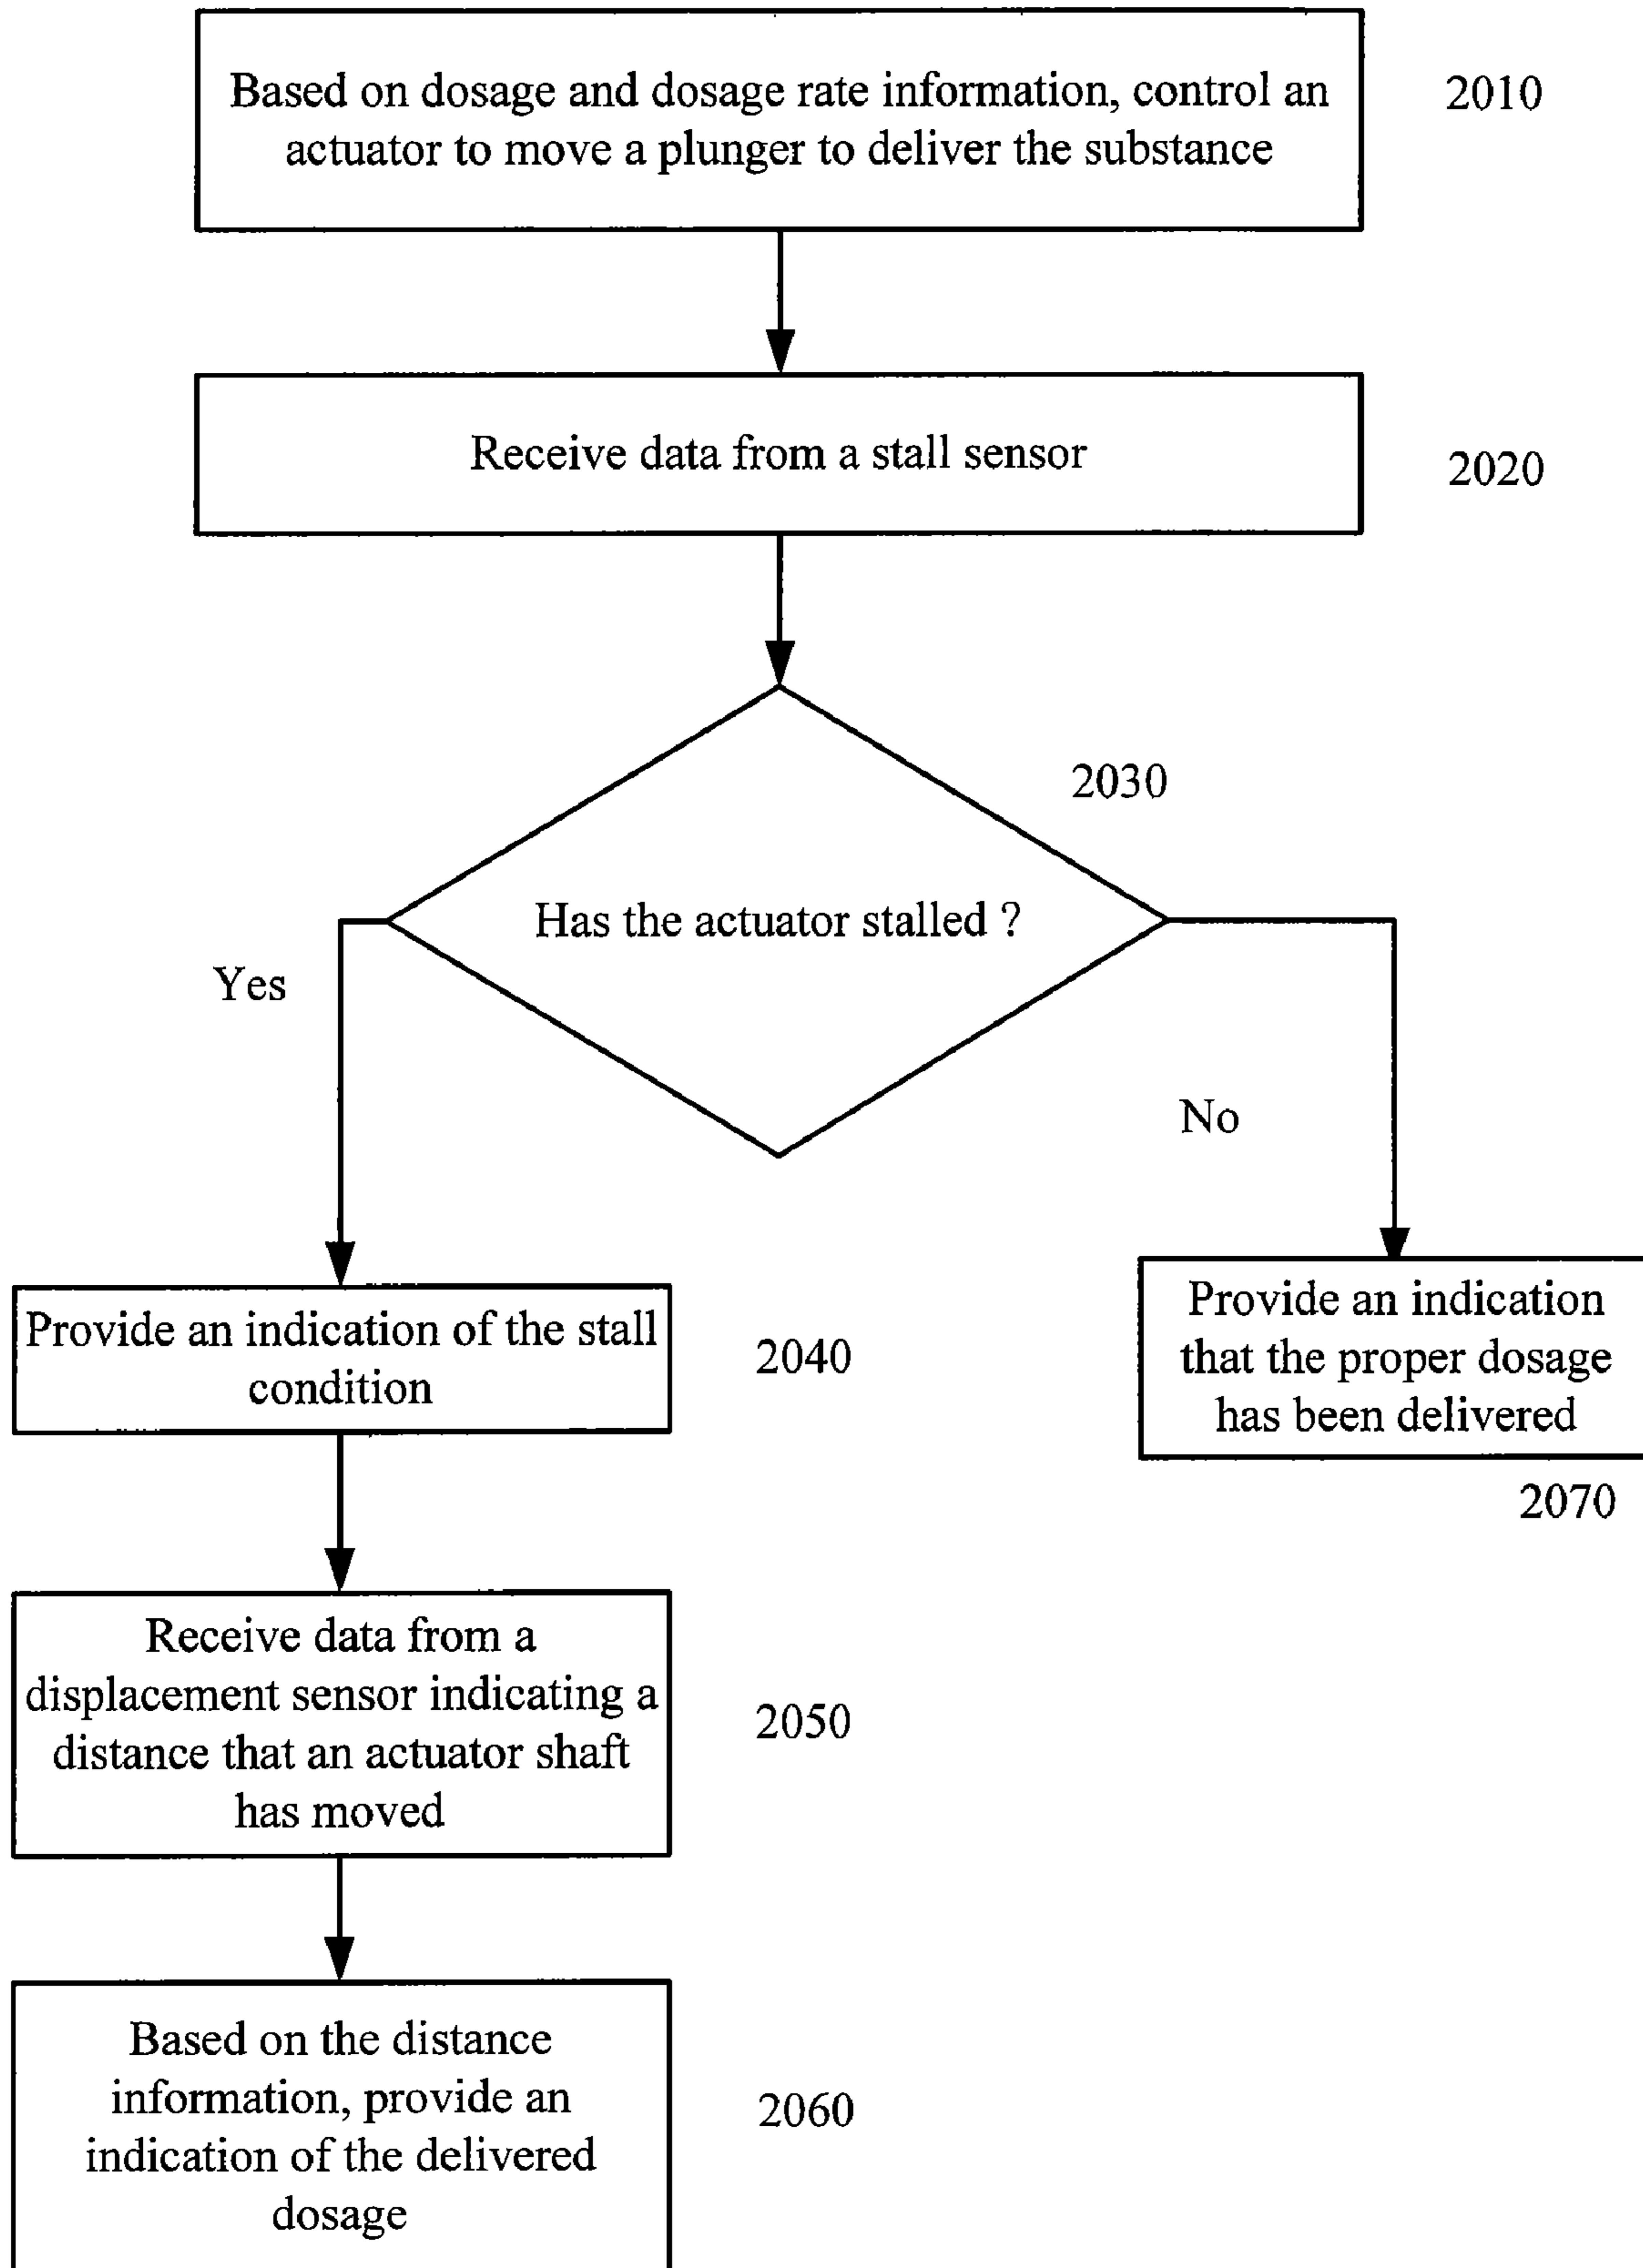 Based on dosage and dosage rate information, control an
actuator to move a plunger to deliver the substance
2010
Receive data from a stall sensor
2020
2030
Has the actuator stalled ?
Yes
No
Provide an indication of the stall
condition
2040
Provide an indication
that the proper dosage
has been delivered
2070
Receive data from a
displacement sensor indicating a
distance that an actuator shaft
has moved
2050
Based on the distance
information, provide an
indication of the delivered
dosage
2060